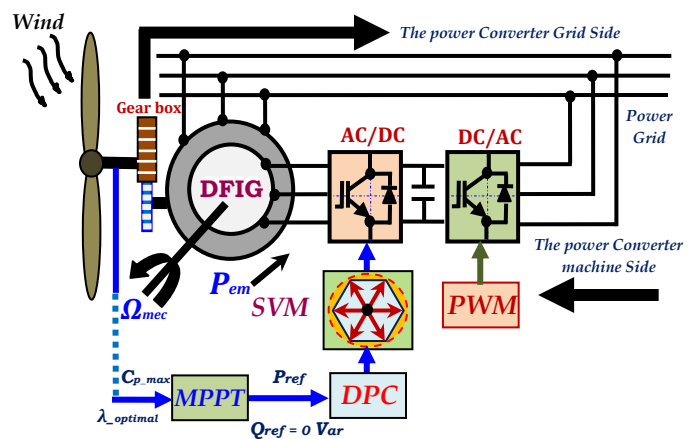 Wind
The power Converter Grid Side
Gear box
AC/DC
DC/AC
Power
Grid
DFIG
The power Converter
machine Side
Pem
SVM
PWM
Ωmec
Cp_max
MPPT
Pref
DPC
λ_optimal
Qref = 0 Var